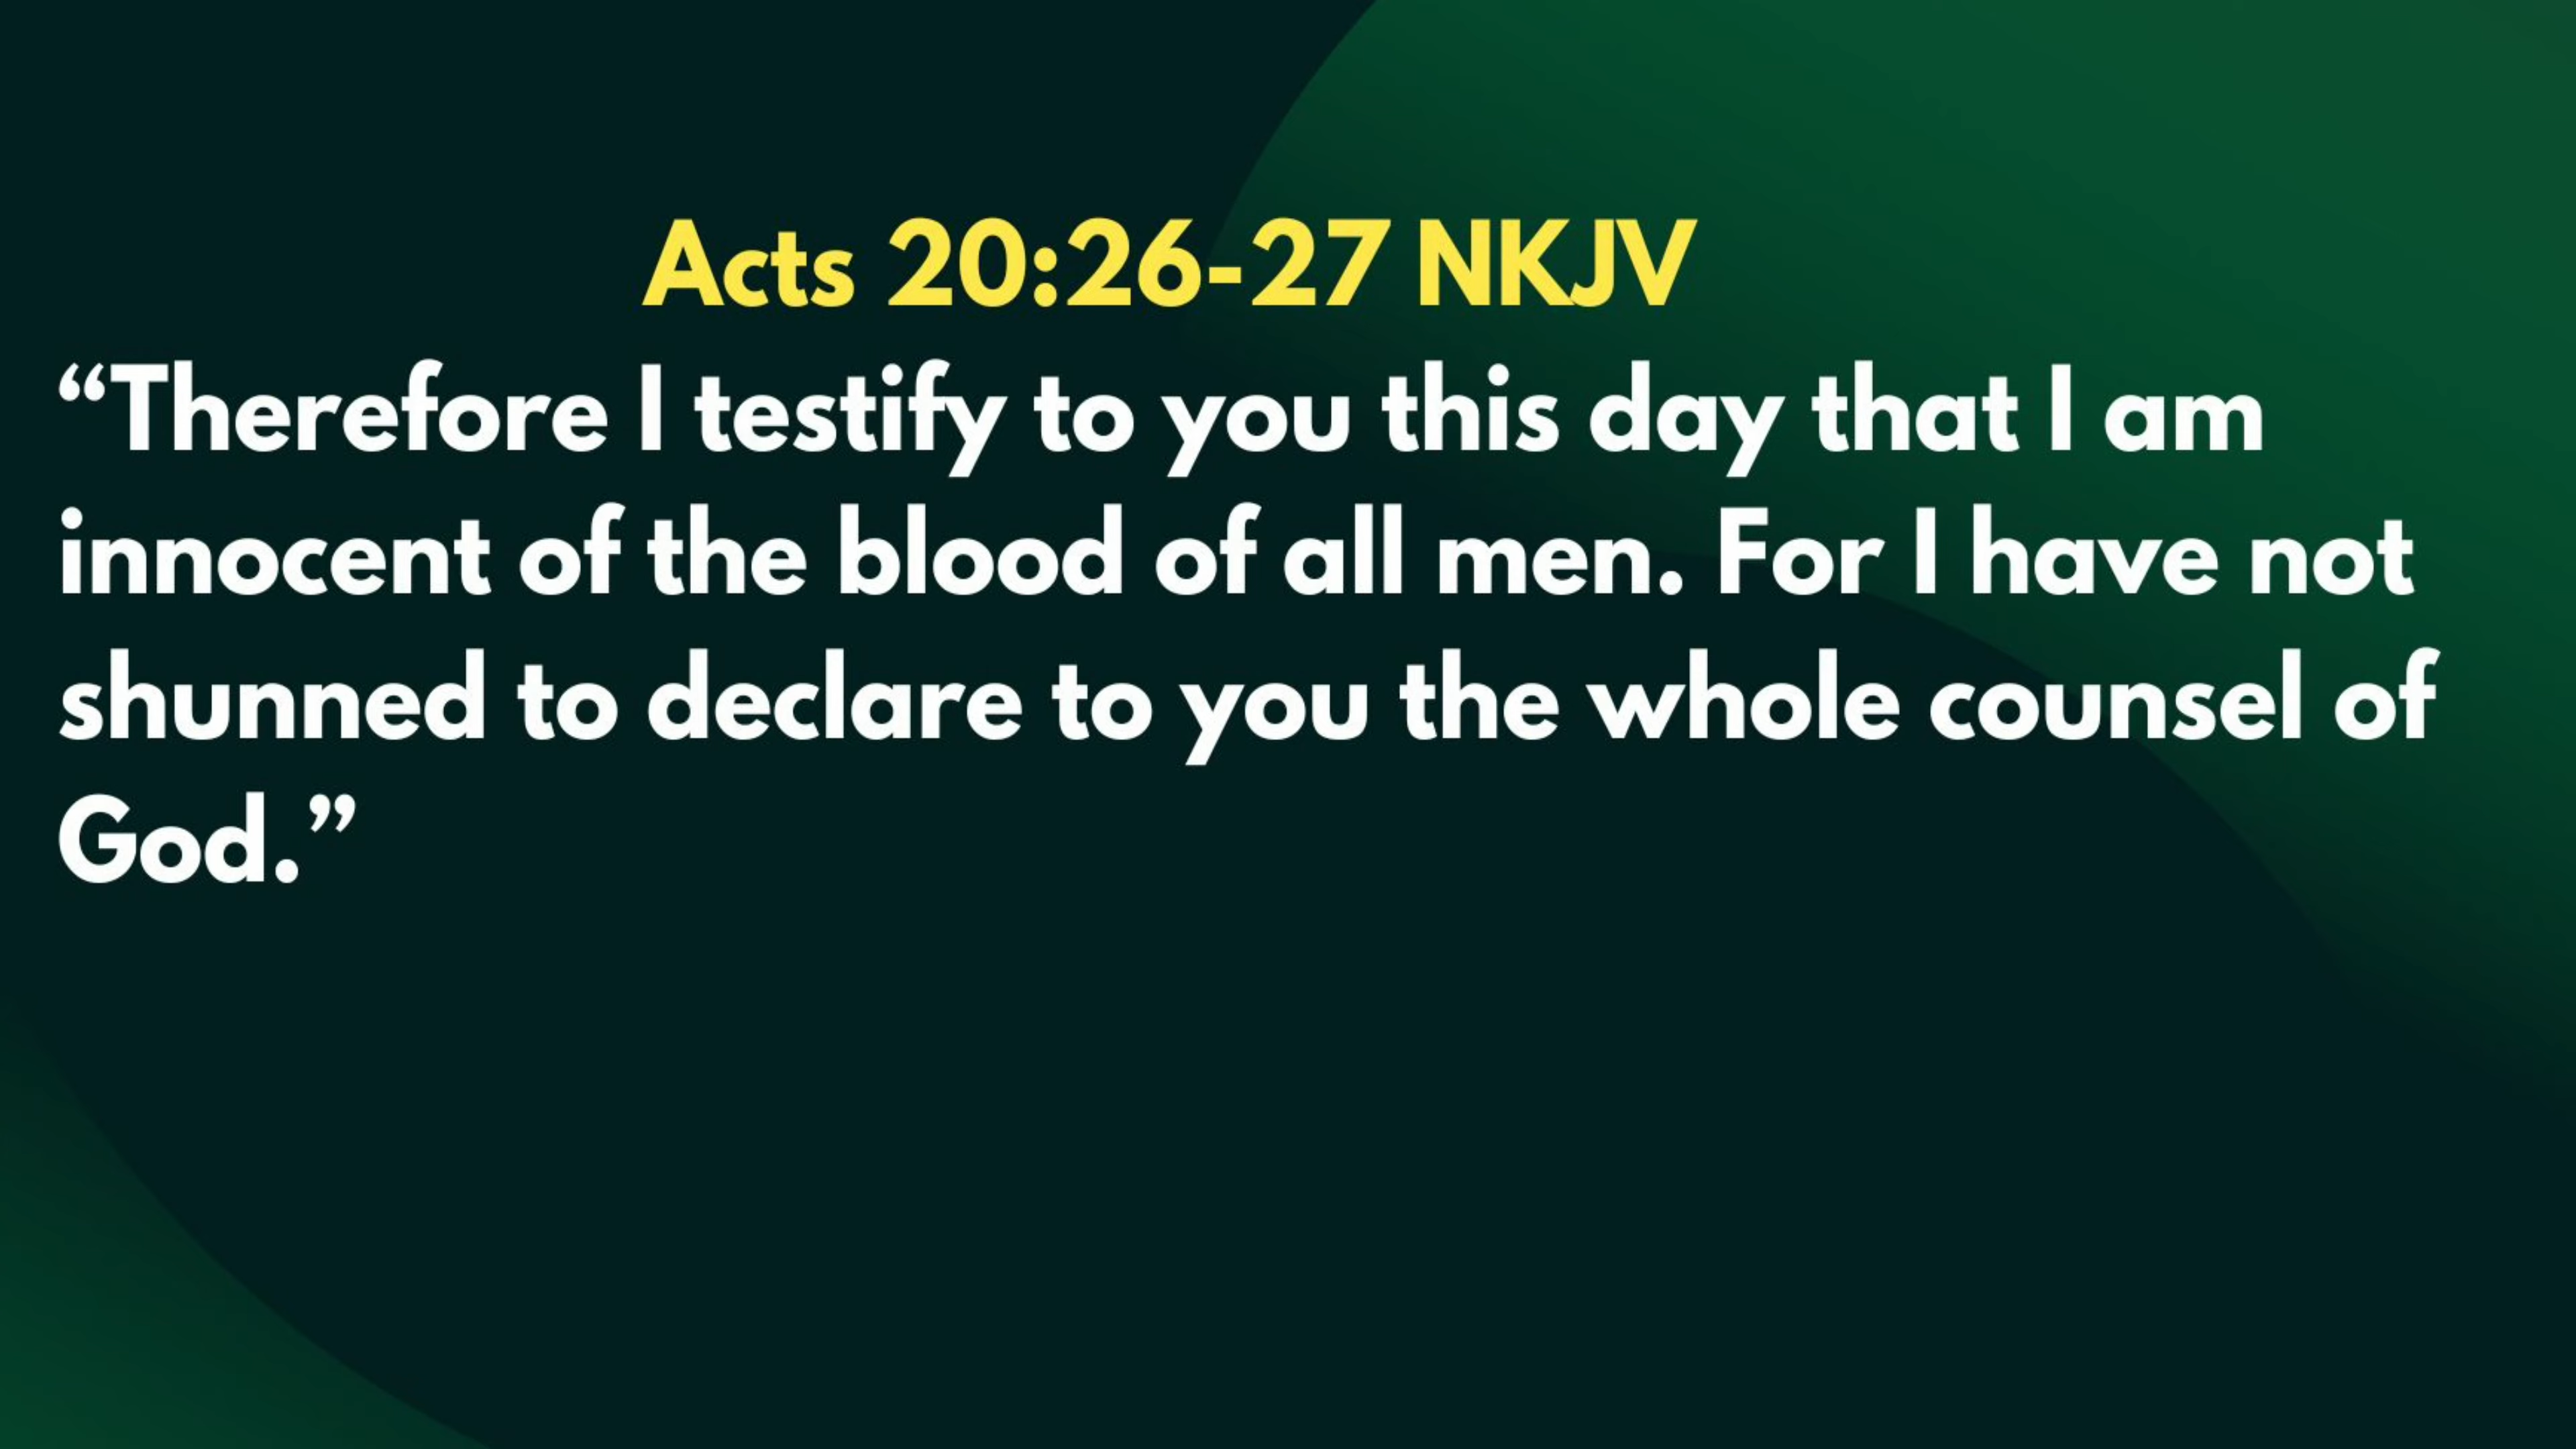 Acts 20:26-27 NKJV
“Therefore I testify to you this day that I am
innocent of the blood of all men. For I have not
shunned to declare to you the whole counsel of
God.”